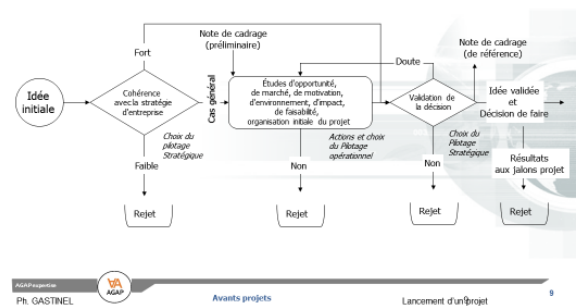 Note de cadrage
(préliminaire)
Note de cadrage
(de référence)
Fort
Doute
Idée
initiale
Cohérence
avec la stratége
d'entreprise
Cas général
Études d'opportunité,
de marché, de motivation,
d'environnement, d'impact,
de faisabilité,
organisation initiale du projet
Validation de
la décision
Idée validée
et
Décision de faire
Choix du
pilotage
Stratégique
Actions et choix
du Pilotage
opérationnel
Choix du
Pilotage
Stratégique
Faible
Non
Non
Résultats
aux jalons projet
Rejet
Rejet
Rejet
Rejet
AGAP expertise
AGAP
Ph. GASTINEL
Avants projets
Lancement d'un projet
9